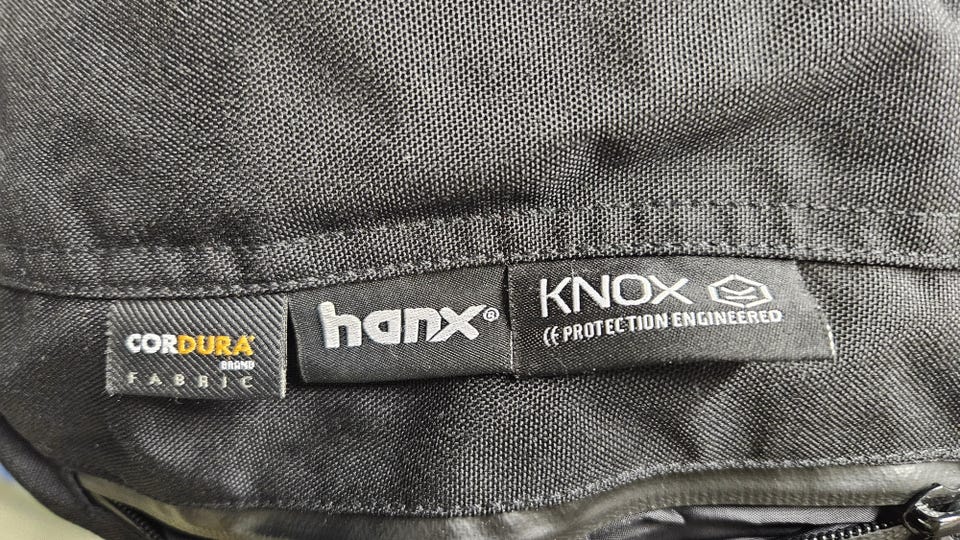 CORDURA®
BRAND
FABRIC
hanx®
KNOX
CE PROTECTION ENGINEERED